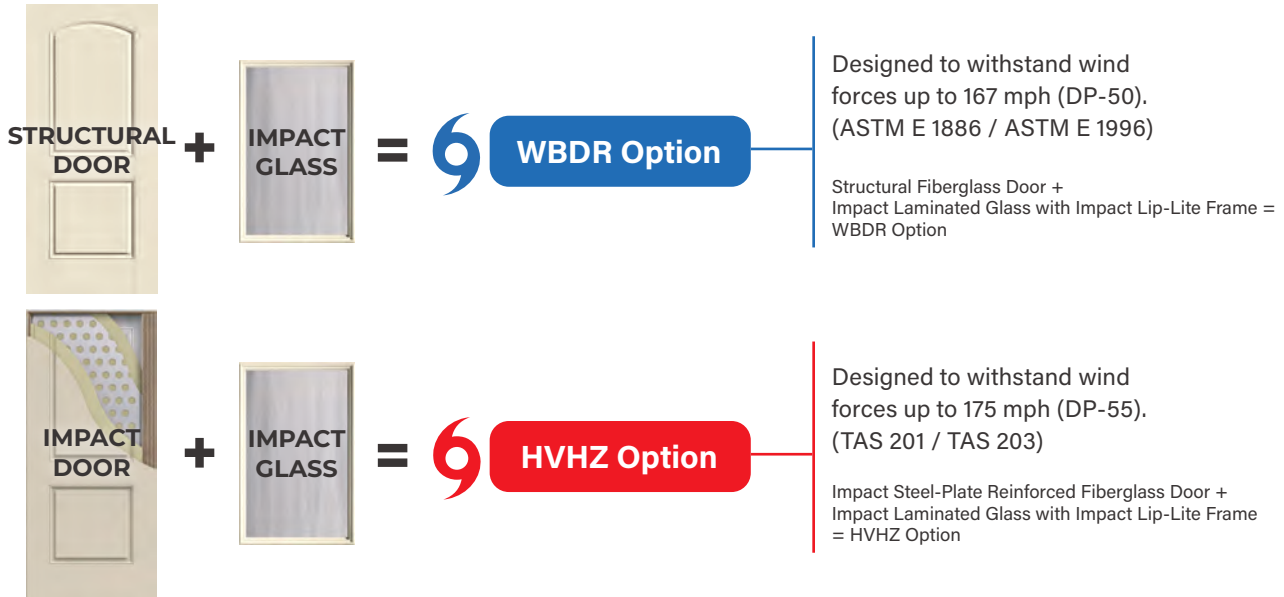 STRUCTURAL
DOOR
+
IMPACT
GLASS
=
WBDR Option
Designed to withstand wind
forces up to 167 mph (DP-50).
(ASTM E 1886 / ASTM E 1996)
Structural Fiberglass Door +
Impact Laminated Glass with Impact Lip-Lite Frame =
WBDR Option
IMPACT
DOOR
+
IMPACT
GLASS
=
HVHZ Option
Designed to withstand wind
forces up to 175 mph (DP-55).
(TAS 201 / TAS 203)
Impact Steel-Plate Reinforced Fiberglass Door +
Impact Laminated Glass with Impact Lip-Lite Frame
= HVHZ Option